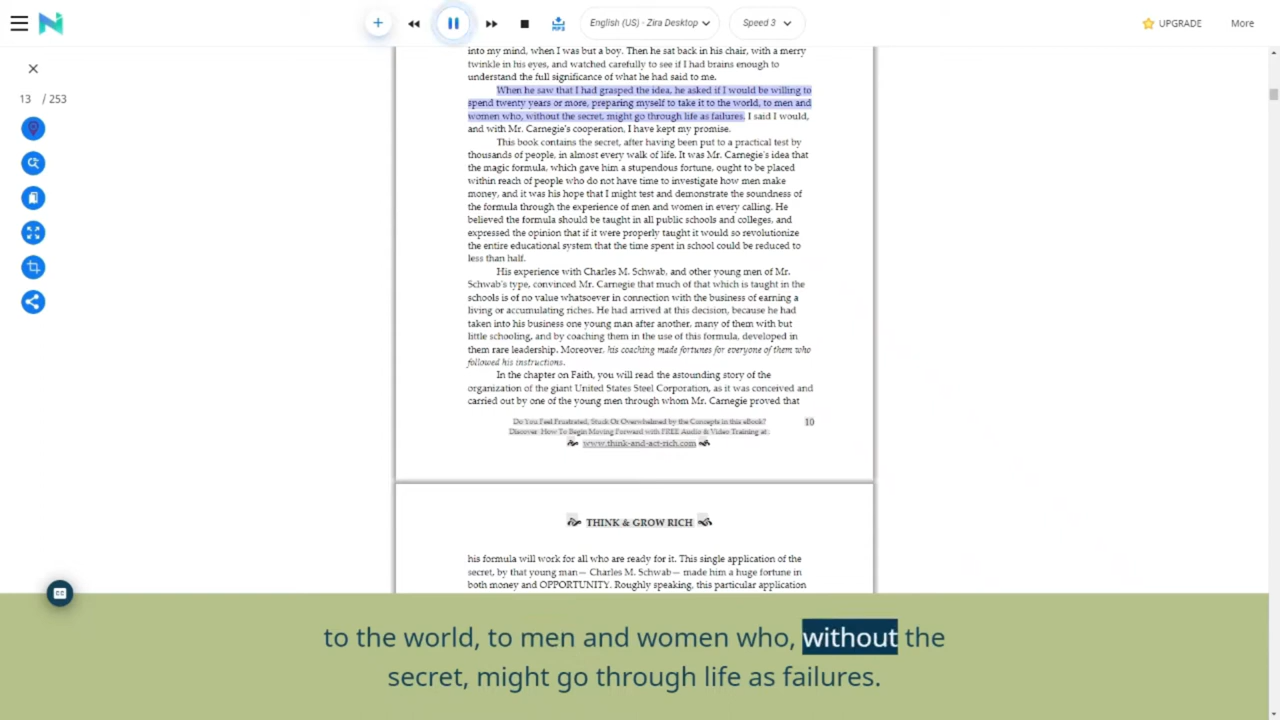 English (US) - Zira Desktop
Speed 3
UPGRADE
More
13 / 253
into my mind, when I was but a boy. Then he sat back in his chair, with a merry
twinkle in his eyes, and watched carefully to see if I had brains enough to
understand the full significance of what he had said to me.
When he saw that I had grasped the idea, he asked if I would be willing to
spend twenty years or more, preparing myself to take it to the world, to men and
women who, without the secret, might go through life as failures. I said I would,
and with Mr. Carnegie's cooperation, I have kept my promise.
This book contains the secret, after having been put to a practical test by
thousands of people, in almost every walk of life. It was Mr. Carnegie's idea that
the magic formula, which gave him a stupendous fortune, ought to be placed
within reach of people who do not have time to investigate how men make
money, and it was his hope that I might test and demonstrate the soundness of
the formula through the experience of men and women in every calling. He
believed the formula should be taught in all public schools and colleges, and
expressed the opinion that if it were properly taught it would so revolutionize
the entire educational system that the time spent in school could be reduced to
less than half.
His experience with Charles M. Schwab, and other young men of Mr.
Schwab's type, convinced Mr. Carnegie that much of that which is taught in the
schools is of no value whatsoever in connection with the business of earning a
living or accumulating riches. He had arrived at this decision, because he had
taken into his business one young man after another, many of them with but
little schooling, and by coaching them in the use of this formula, developed in
them rare leadership. Moreover, his coaching made fortunes for everyone of them who
followed his instructions.
In the chapter on Faith, you will read the astounding story of the
organization of the giant United States Steel Corporation, as it was conceived and
carried out by one of the young men through whom Mr. Carnegie proved that
Do You Feel Frustrated, Stuck Or Overwhelmed by the Concepts in this eBook?
10
Discover How To Begin Moving Forward with FREE Audio & Video Training at:
www.think-and-act-rich.com
THINK & GROW RICH
his formula will work for all who are ready for it. This single application of the
secret, by that young man— Charles M. Schwab— made him a huge fortune in
both money and OPPORTUNITY. Roughly speaking, this particular application
CC
to the world, to men and women who, without the
secret, might go through life as failures.
MP3